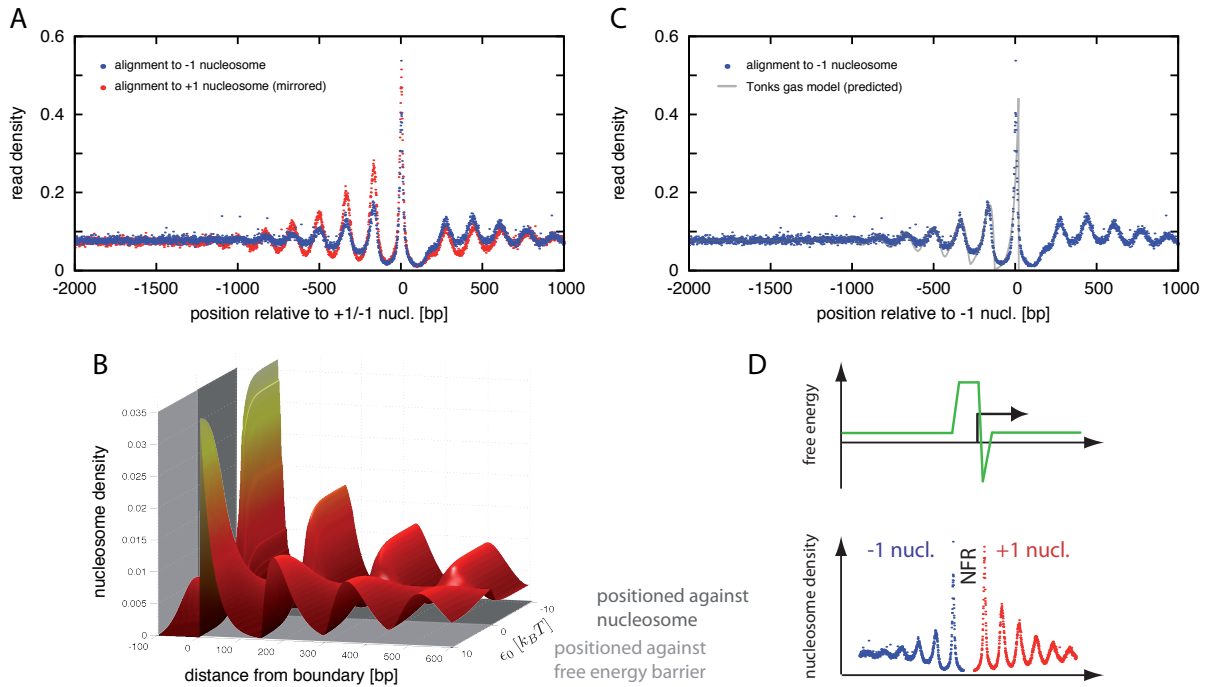 A
0.6
0.4
0.2
0
read density
alignment to -1 nucleosome
alignment to +1 nucleosome (mirrored)
-2000 -1500 -1000 -500 0 500 1000
position relative to +1/-1 nucl. [bp]
C
0.6
0.4
0.2
0
read density
alignment to -1 nucleosome
Tonks gas model (predicted)
-2000 -1500 -1000 -500 0 500 1000
position relative to -1 nucl. [bp]
B
0.035
0.03
0.025
0.02
0.015
0.01
0.005
0
nucleosome density
-100 0 100 200 300 400 500 600
distance from boundary [bp]
-10
0
10
ϵ₀ [k_BT]
positioned against
nucleosome
positioned against
free energy barrier
D
free energy
nucleosome density
-1 nucl.
NFR
+1 nucl.